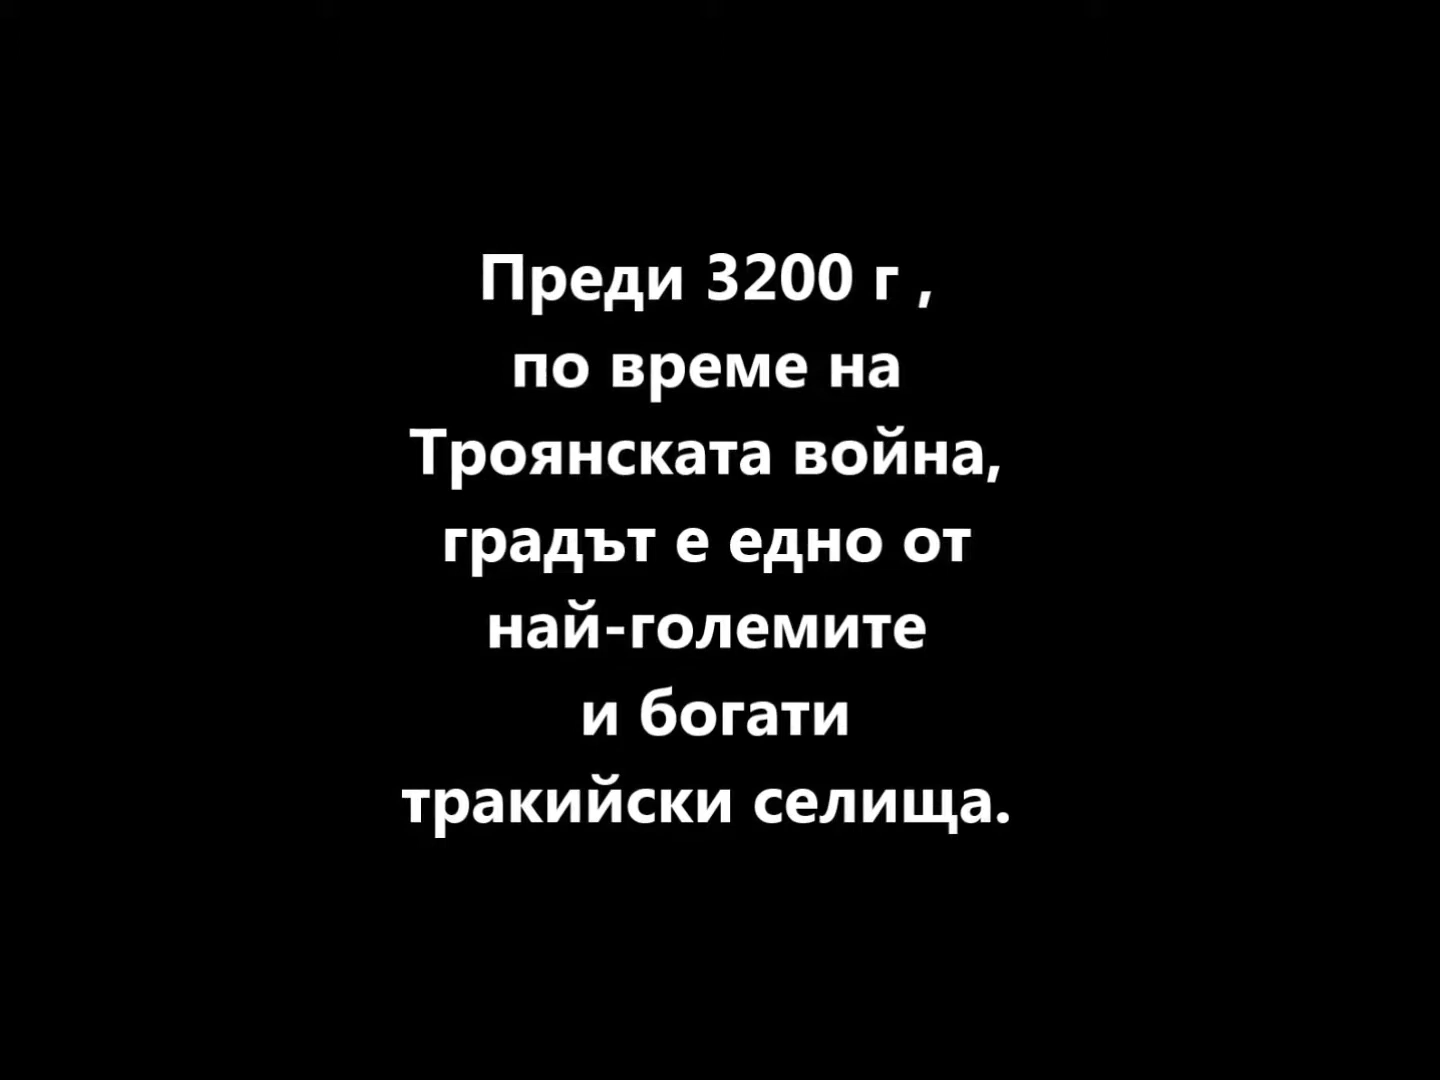 Преди 3200 г ,
по време на
Троянската война,
градът е едно от
най-големите
и богати
тракийски селища.